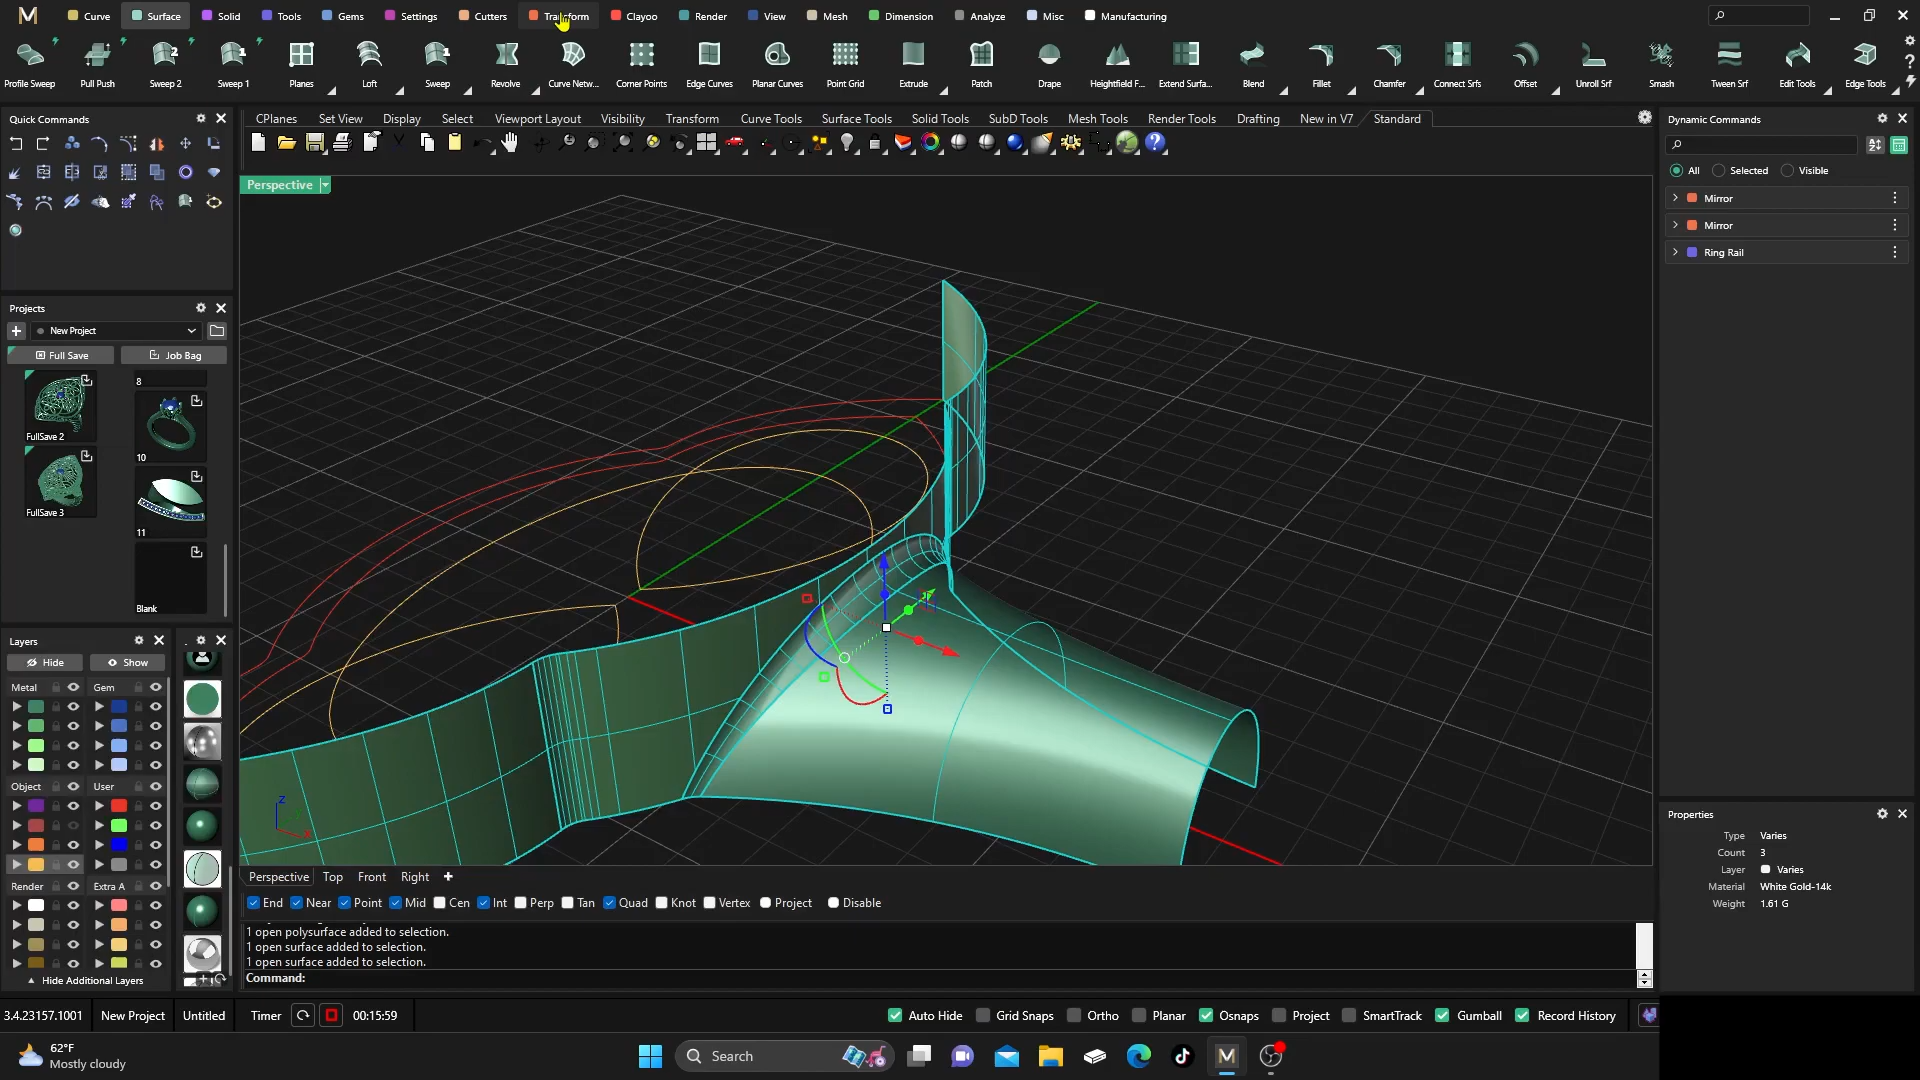 Curve Surface Solid Tools Gems Settings Cutters Transform Clayoo Render View Mesh Dimension Analyze Misc Manufacturing
Profile Sweep Pull Push Sweep 2 Sweep 1 Planes Loft Sweep Revolve Curve Netw... Corner Points Edge Curves Planar Curves Point Grid Extrude Patch Drape Heightfield F... Extend Surfa... Blend Fillet Chamfer Connect Srfs Offset Unroll Srf Smash Tween Srf Edit Tools Edge Tools
Quick Commands
CPlanes Set View Display Select Viewport Layout Visibility Transform Curve Tools Surface Tools Solid Tools SubD Tools Mesh Tools Render Tools Drafting New in V7 Standard
Perspective
Projects
New Project
Full Save Job Bag
8
FullSave 2
10
FullSave 3
11
Blank
Layers
Hide Show
Metal Gem
Object User
Render Extra A
Hide Additional Layers
z
x
Dynamic Commands
All Selected Visible
Mirror
Mirror
Ring Rail
Properties
Type Varies
Count 3
Layer Varies
Material White Gold-14k
Weight 1.61 G
Perspective Top Front Right
End Near Point Mid Cen Int Perp Tan Quad Knot Vertex Project Disable
1 open polysurface added to selection.
1 open surface added to selection.
1 open surface added to selection.
Command:
3.4.23157.1001 New Project Untitled Timer 00:15:59 Auto Hide Grid Snaps Ortho Planar Osnaps Project SmartTrack Gumball Record History
62°F
Mostly cloudy
Search